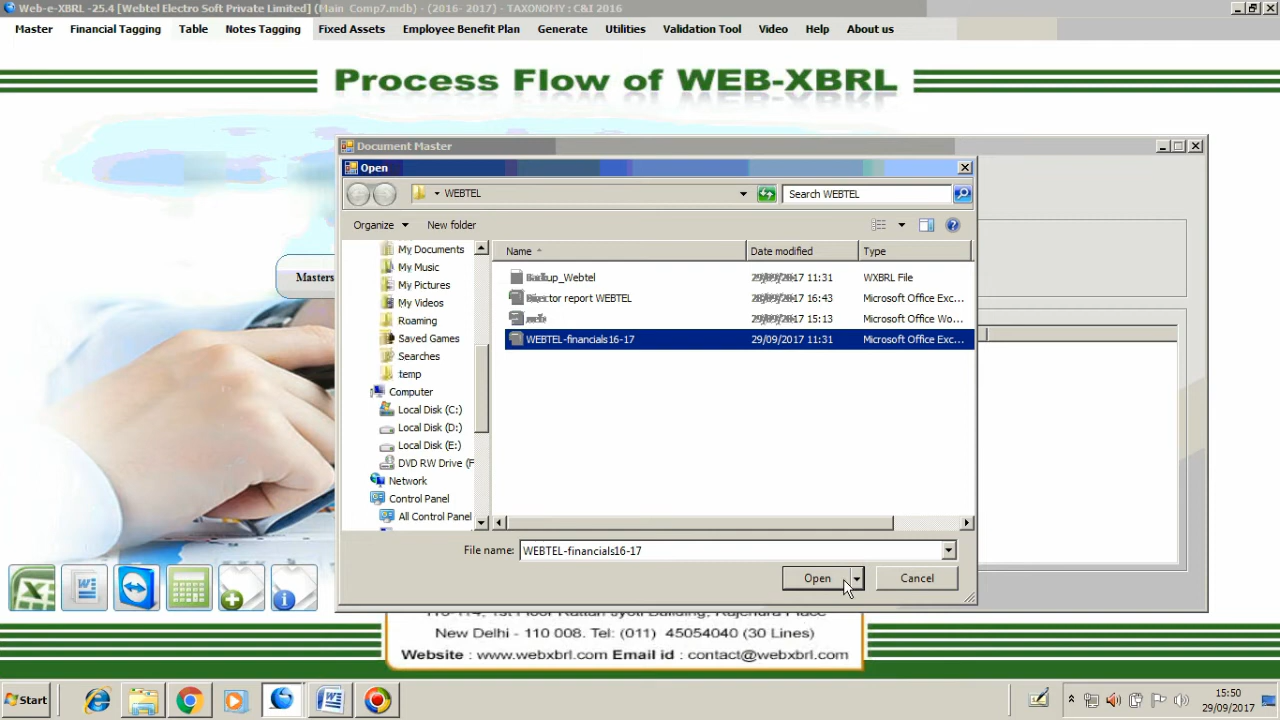 Web-e-XBRL -25.4 [Webtel Electro Soft Private Limited] (Main Comp7.mdb) - (2016- 2017) - TAXONOMY : C&I 2016
Master Financial Tagging Table Notes Tagging Fixed Assets Employee Benefit Plan Generate Utilities Validation Tool Video Help About us
Process Flow of WEB-XBRL
Document Master
Open
WEBTEL
Search WEBTEL
Organize New folder
Name Date modified Type
My Documents
My Music
My Pictures
My Videos
Roaming
Saved Games
Searches
temp
Computer
Local Disk (C:)
Local Disk (D:)
Local Disk (E:)
DVD RW Drive (F
Network
Control Panel
All Control Panel
Backup_Webtel 29/09/2017 11:31 WXBRL File
Director report WEBTEL 16:43 Microsoft Office Exc...
29/09/2017 15:13 Microsoft Office Wo...
WEBTEL-financials16-17 29/09/2017 11:31 Microsoft Office Exc...
Masters
File name: WEBTEL-financials16-17
Open Cancel
New Delhi - 110 008. Tel: (011) 45054040 (30 Lines)
Website : www.webxbrl.com Email id : contact@webxbrl.com
Start
15:50
29/09/2017